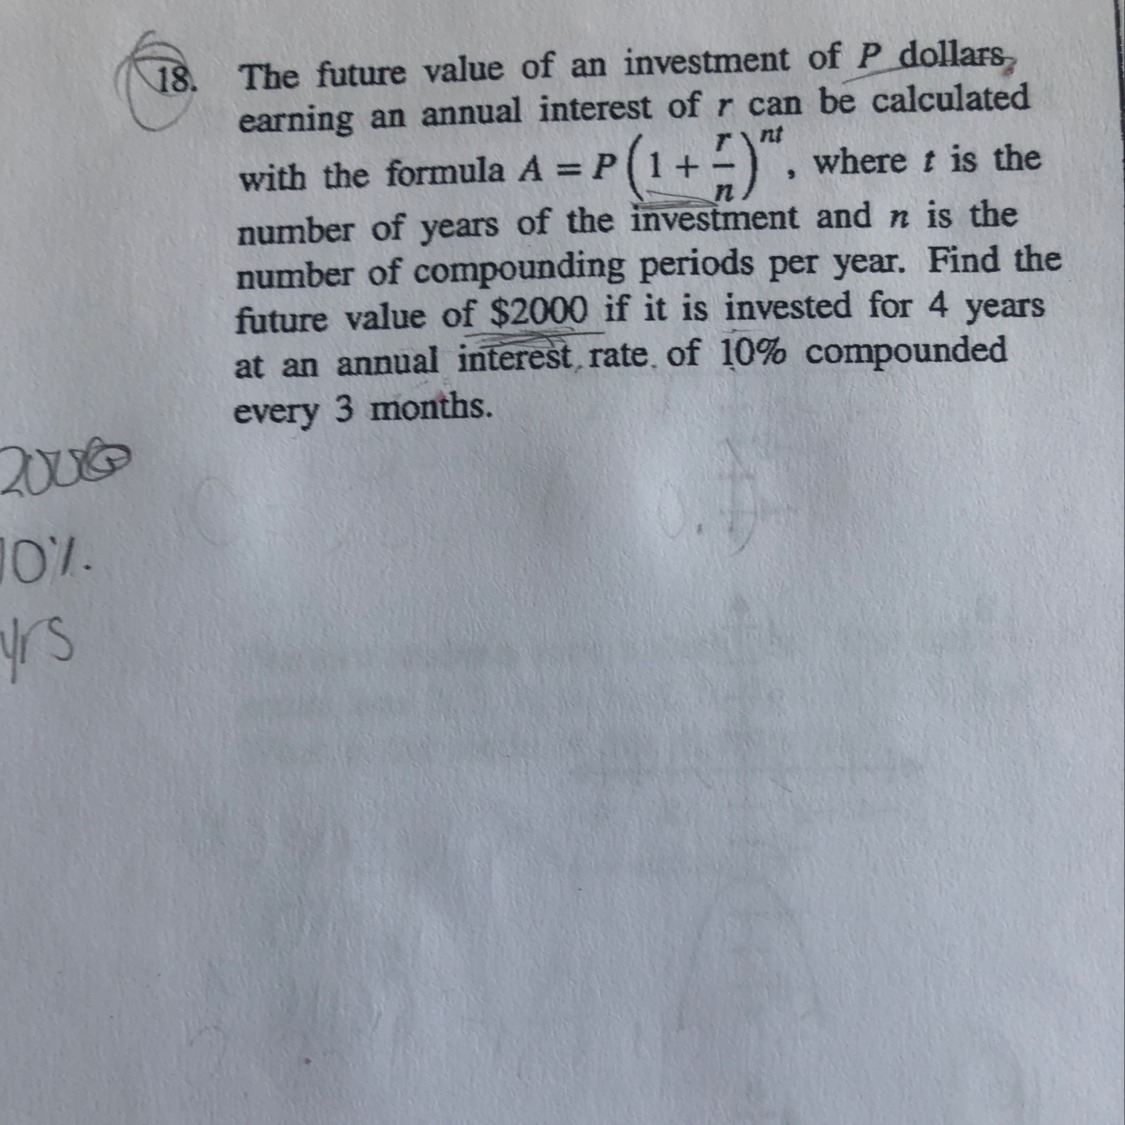 18. The future value of an investment of P dollars,
earning an annual interest of r can be calculated
with the formula A = P(1 + r/n)^nt, where t is the
number of years of the investment and n is the
number of compounding periods per year. Find the
future value of $2000 if it is invested for 4 years
at an annual interest rate of 10% compounded
every 3 months.
2000
10%.
yrs